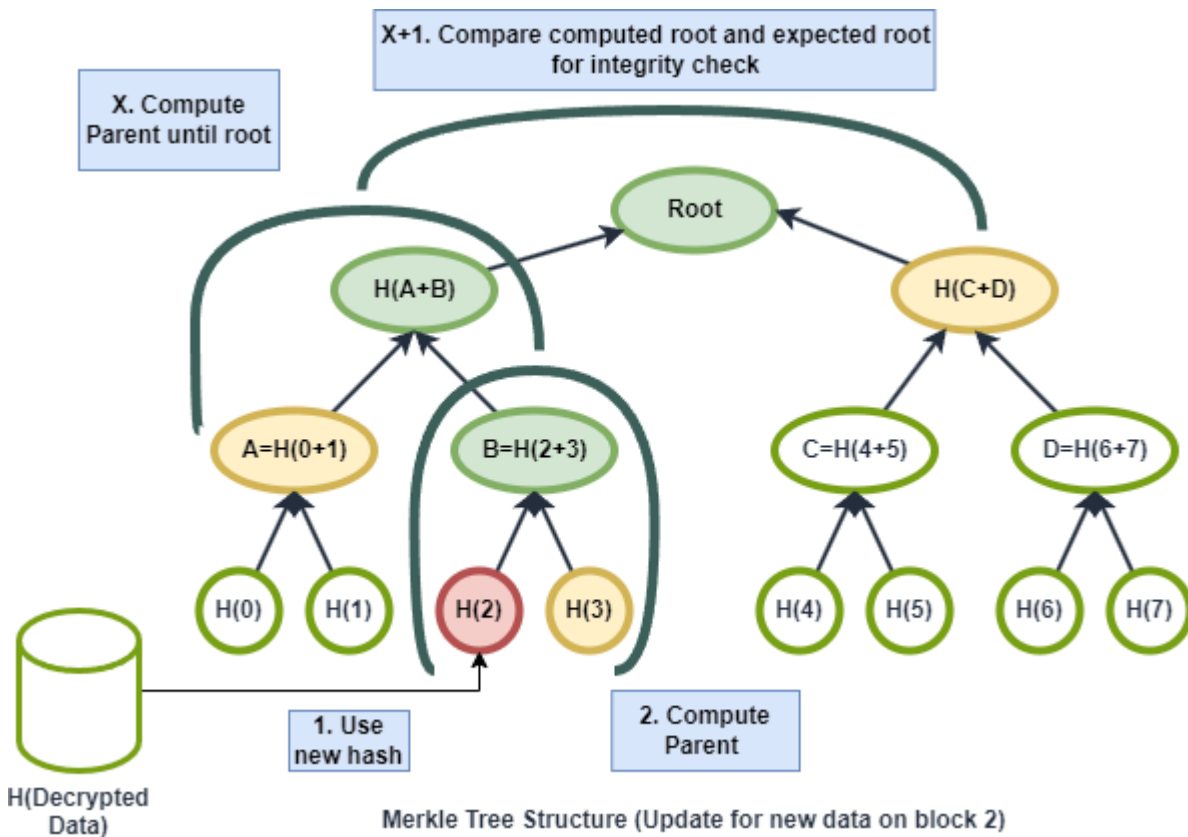 X+1. Compare computed root and expected root
for integrity check
X. Compute
Parent until root
Root
H(A+B)
H(C+D)
A=H(0+1)
B=H(2+3)
C=H(4+5)
D=H(6+7)
H(0)
H(1)
H(2)
H(3)
H(4)
H(5)
H(6)
H(7)
1. Use
new hash
2. Compute
Parent
H(Decrypted
Data)
Merkle Tree Structure (Update for new data on block 2)